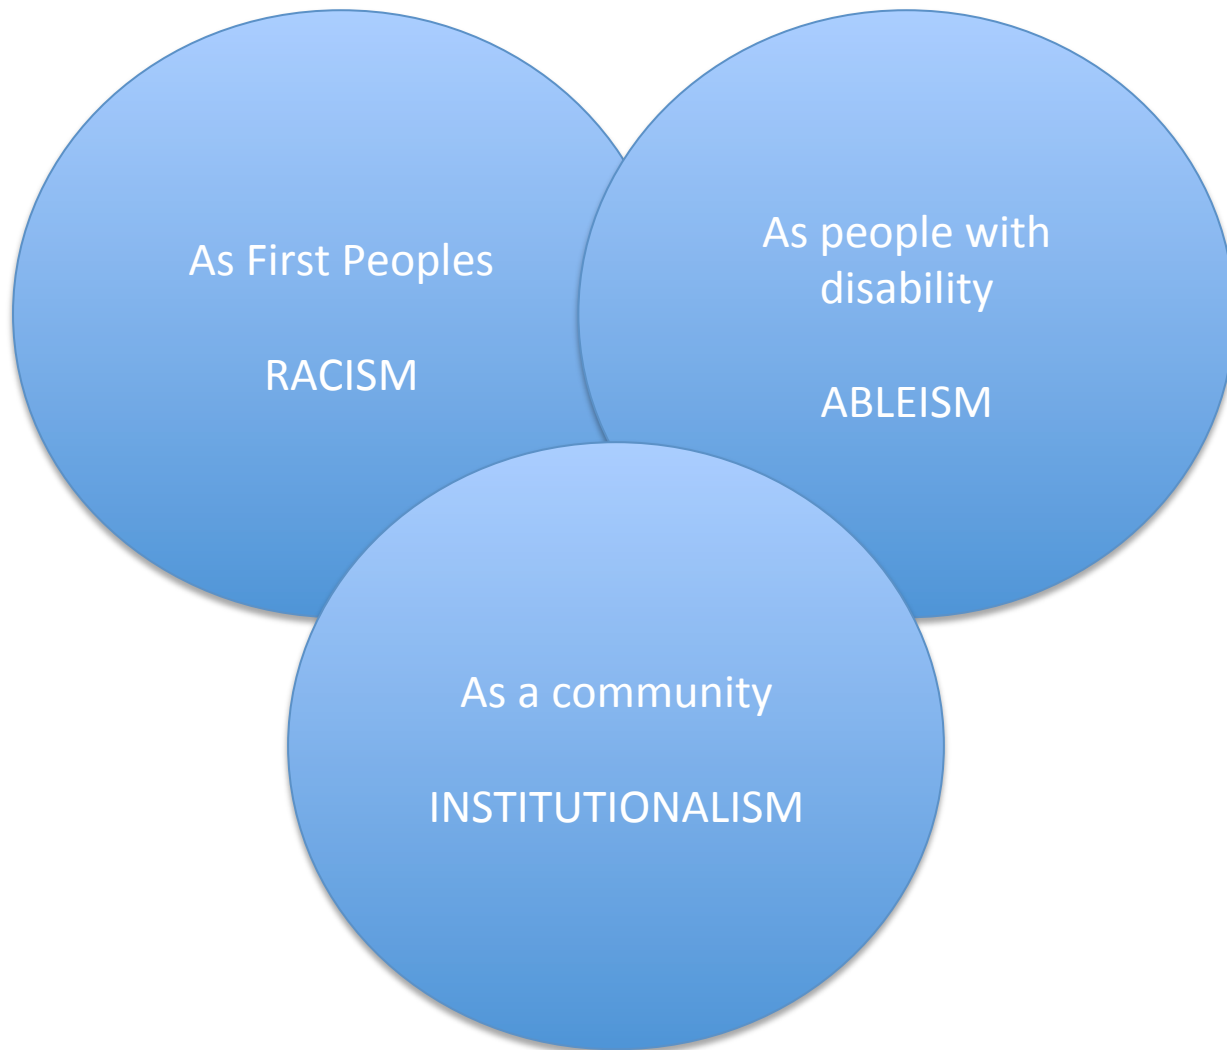 As First Peoples
RACISM
As people with
disability
ABLEISM
As a community
INSTITUTIONALISM